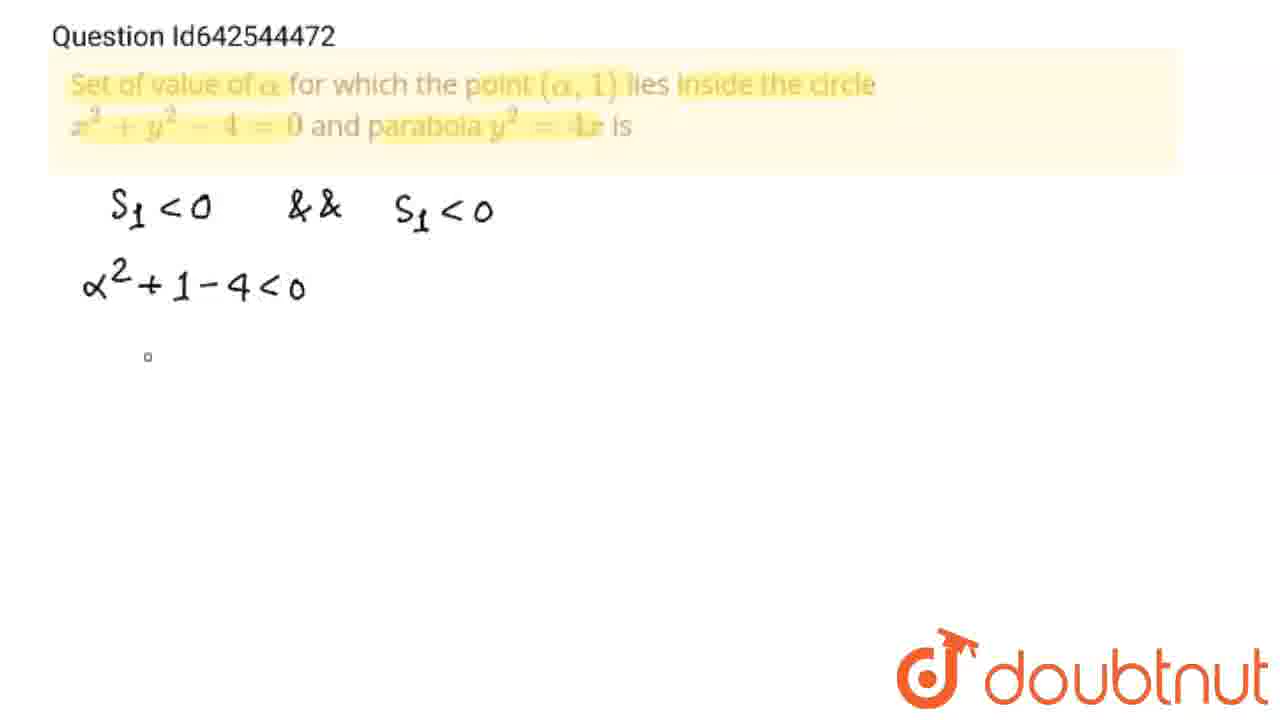 Question Id642544472
Set of value of α for which the point (α, 1) lies inside the circle
x² + y² − 4 = 0 and parabola y² = 4x is
S₁ < 0 && S₁ < 0
α² + 1 − 4 < 0
doubtnut